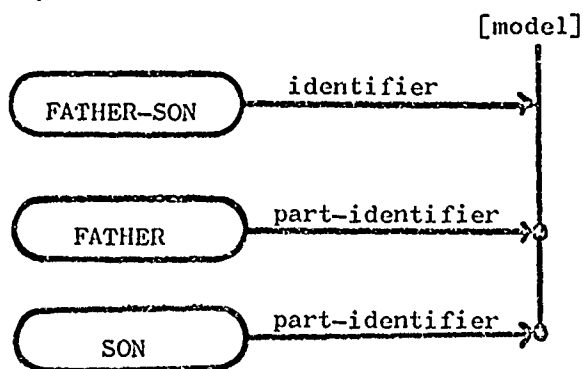 [model]
identifier
FATHER-SON
part-identifier
FATHER
part-identifier
SON